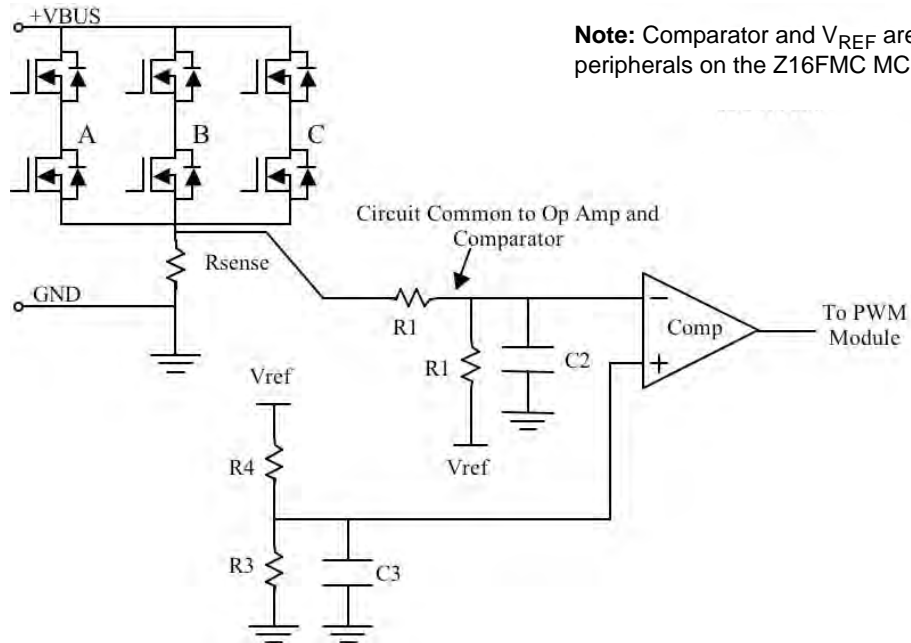 +VBUS
Note: Comparator and VREF are
peripherals on the Z16FMC MC
A
B
C
Circuit Common to Op Amp and
Comparator
Rsense
GND
R1
Comp
To PWM
Module
R1
C2
Vref
Vref
R4
R3
C3